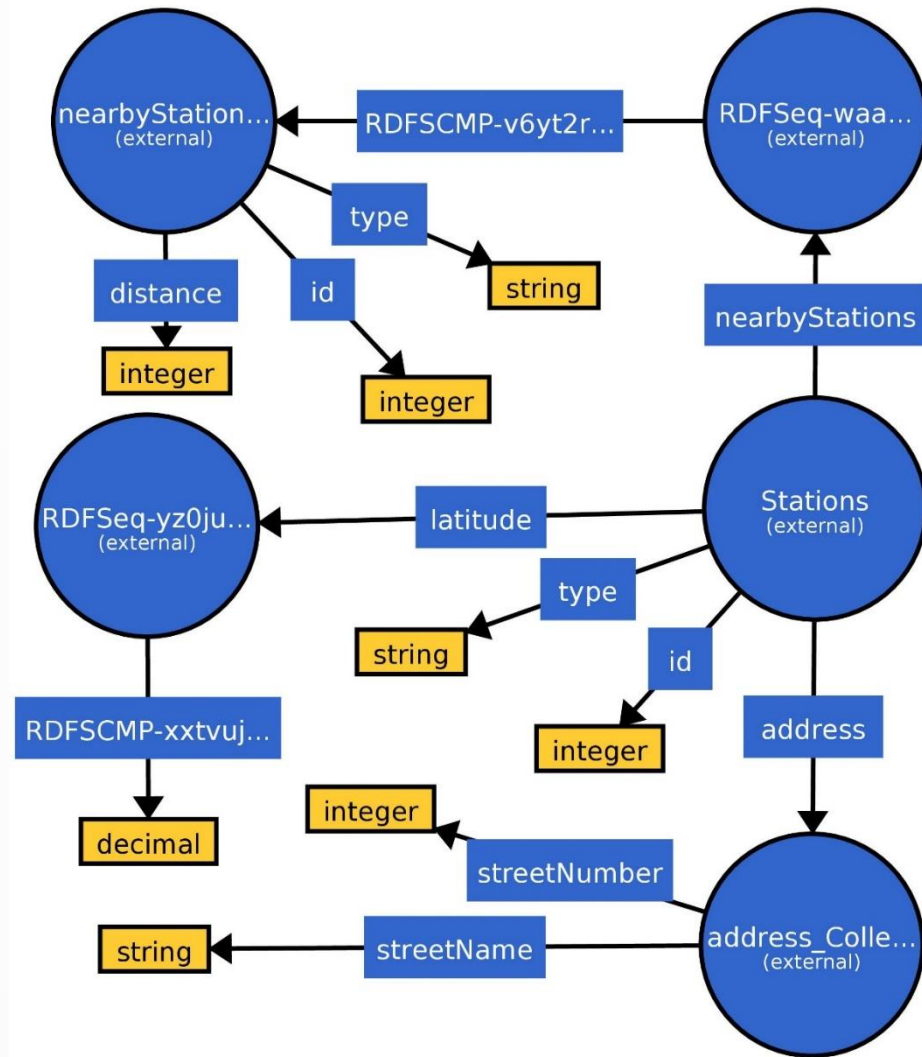 nearbyStation...
(external)
RDFSCMP-v6yt2r...
RDFSeq-waa...
(external)
type
distance
id
string
integer
integer
nearbyStations
RDFSeq-yz0ju...
(external)
latitude
Stations
(external)
type
string
id
RDFSCMP-xxtvuj...
integer
address
decimal
integer
streetNumber
string
streetName
address_Colle...
(external)